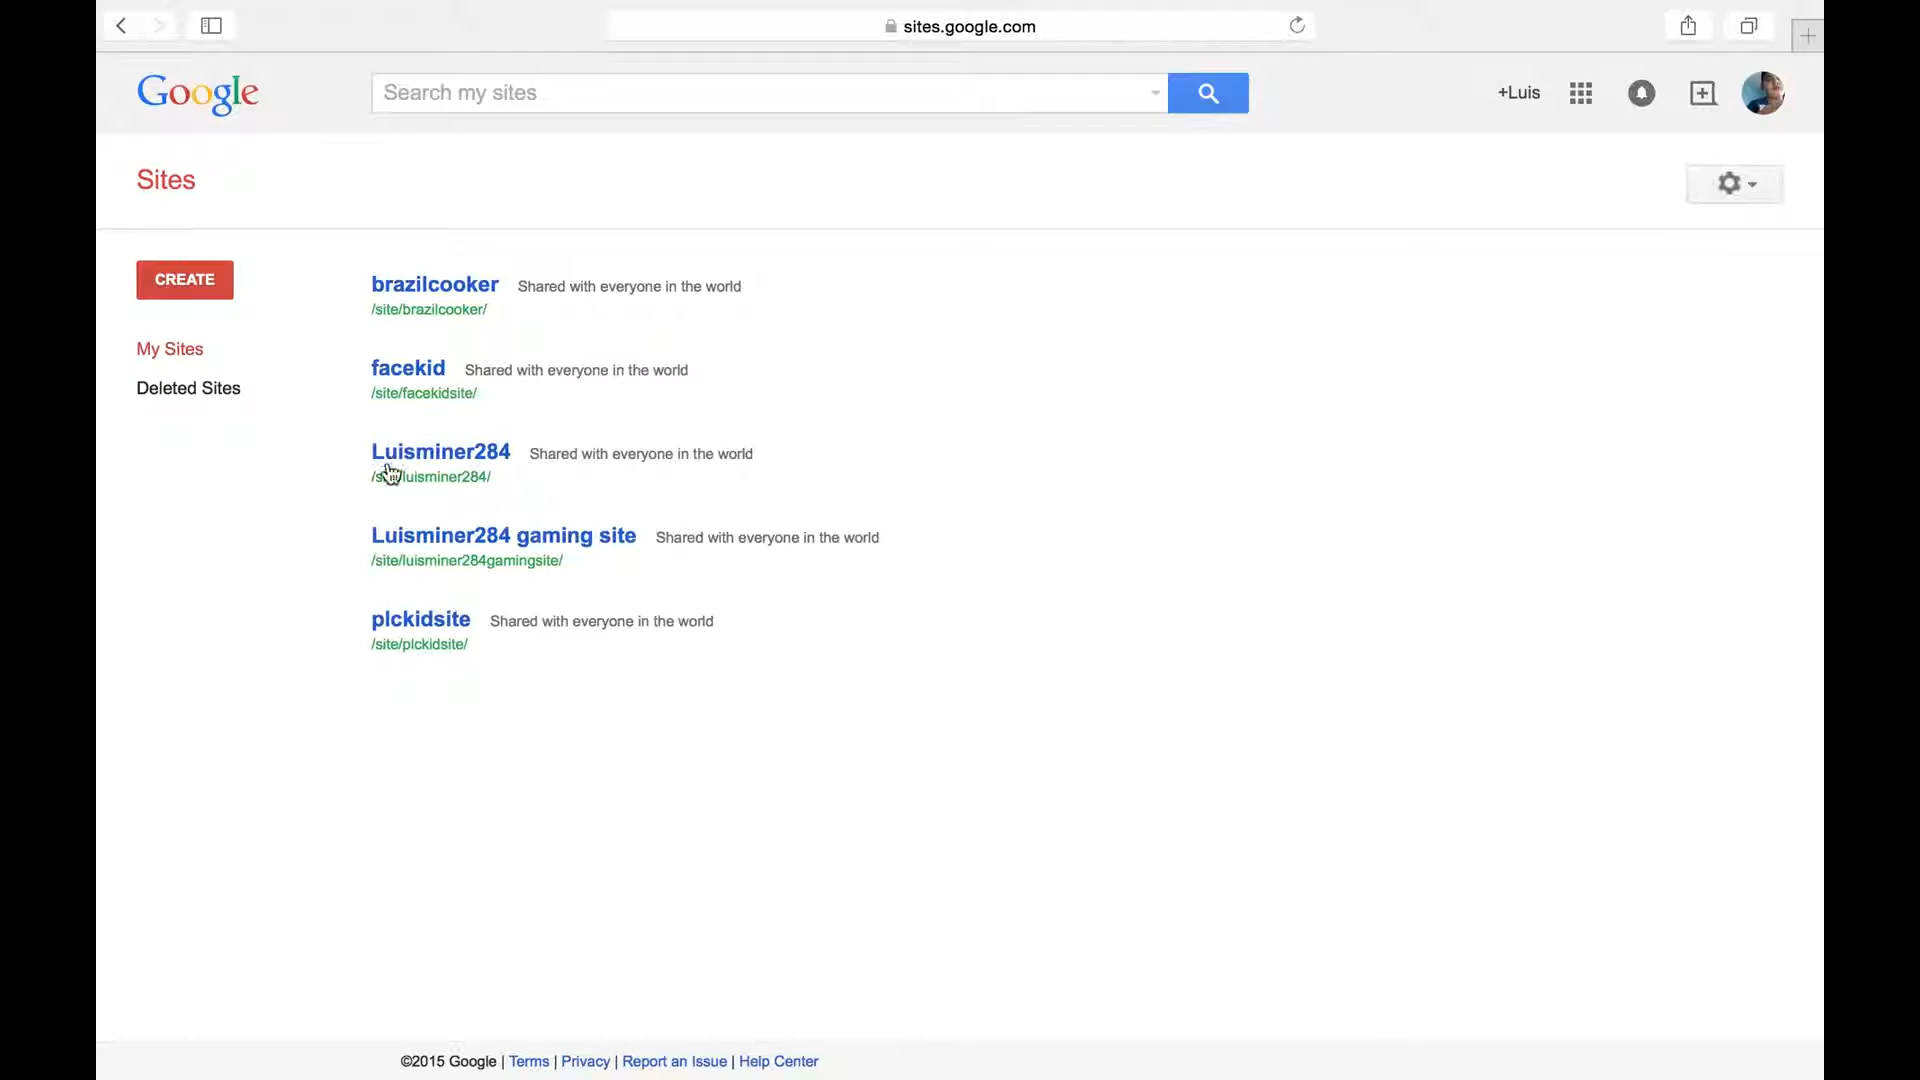 sites.google.com
Google
Search my sites
+Luis
Sites
CREATE
My Sites
Deleted Sites
brazilcooker Shared with everyone in the world
/site/brazilcooker/
facekid Shared with everyone in the world
/site/facekidsite/
Luisminer284 Shared with everyone in the world
/luisminer284/
Luisminer284 gaming site Shared with everyone in the world
/site/luisminer284gamingsite/
plckidsite Shared with everyone in the world
/site/plckidsite/
©2015 Google | Terms | Privacy | Report an Issue | Help Center